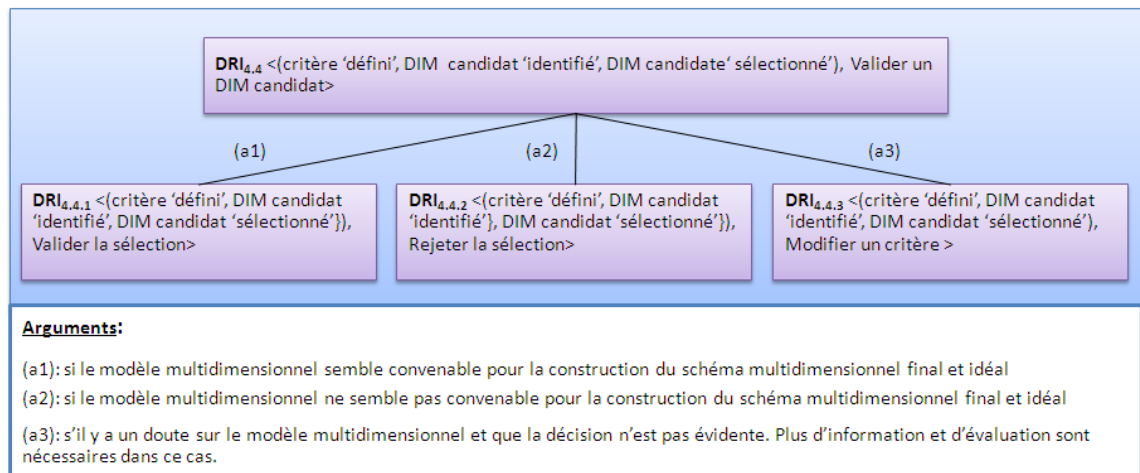 DRI4.4 <(critère ‘défini’, DIM candidat ‘identifié’, DIM candidate‘ sélectionné’), Valider un
DIM candidat>
(a1)
(a2)
(a3)
DRI4.4.1 <(critère ‘défini’, DIM candidat
‘identifié’, DIM candidat ‘sélectionné’}),
Valider la sélection>
DRI4.4.2 <(critère ‘défini’, DIM candidat
‘identifié’}, DIM candidat ‘sélectionné’}),
Rejeter la sélection>
DRI4.4.3 <(critère ‘défini’, DIM candidat
‘identifié’, DIM candidat ‘sélectionné’),
Modifier un critère >
Arguments:
(a1): si le modèle multidimensionnel semble convenable pour la construction du schéma multidimensionnel final et idéal
(a2): si le modèle multidimensionnel ne semble pas convenable pour la construction du schéma multidimensionnel final et idéal
(a3): s’il y a un doute sur le modèle multidimensionnel et que la décision n’est pas évidente. Plus d’information et d’évaluation sont
nécessaires dans ce cas.